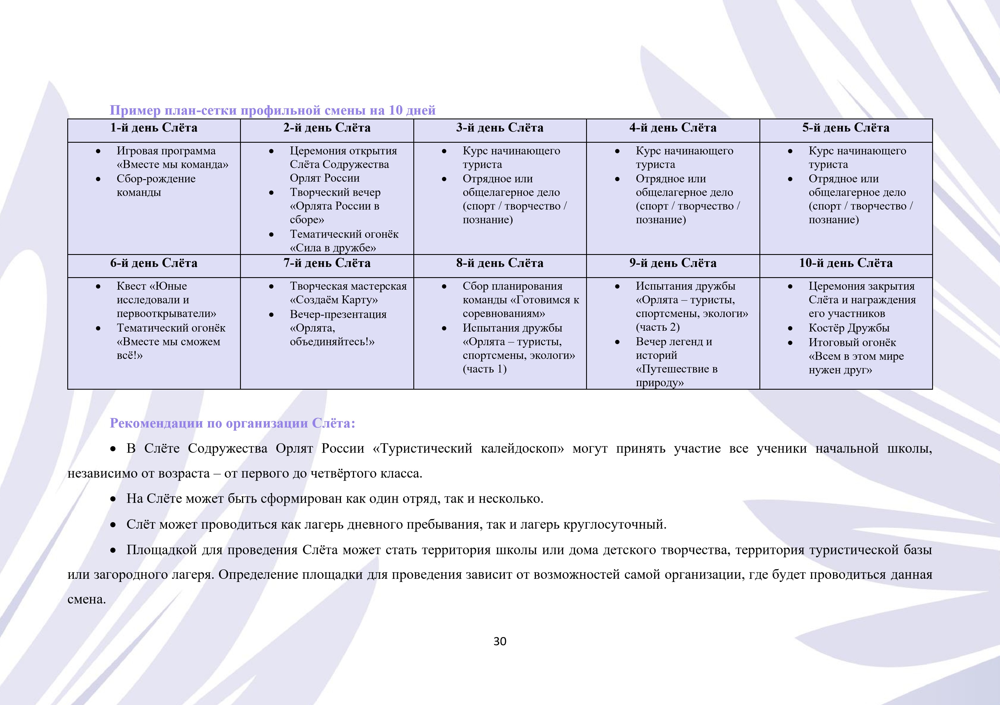 Пример план-сетки профильной смены на 10 дней
1-й день Слёта
2-й день Слёта
3-й день Слёта
4-й день Слёта
5-й день Слёта
• Игровая программа
«Вместе мы команда»
• Сбор-рождение
команды
• Церемония открытия
Слёта Содружества
Орлят России
• Творческий вечер
«Орлята России в
сборе»
• Тематический огонёк
«Сила в дружбе»
• Курс начинающего
туриста
• Отрядное или
общелагерное дело
(спорт / творчество /
познание)
• Курс начинающего
туриста
• Отрядное или
общелагерное дело
(спорт / творчество /
познание)
• Курс начинающего
туриста
• Отрядное или
общелагерное дело
(спорт / творчество /
познание)
6-й день Слёта
7-й день Слёта
8-й день Слёта
9-й день Слёта
10-й день Слёта
• Квест «Юные
исследовали и
первооткрыватели»
• Тематический огонёк
«Вместе мы сможем
всё!»
• Творческая мастерская
«Создаём Карту»
• Вечер-презентация
«Орлята,
объединяйтесь!»
• Сбор планирования
команды «Готовимся к
соревнованиям»
• Испытания дружбы
«Орлята – туристы,
спортсмены, экологи»
(часть 1)
• Испытания дружбы
«Орлята – туристы,
спортсмены, экологи»
(часть 2)
• Вечер легенд и
историй
«Путешествие в
природу»
• Церемония закрытия
Слёта и награждения
его участников
• Костёр Дружбы
• Итоговый огонёк
«Всем в этом мире
нужен друг»
Рекомендации по организации Слёта:
• В Слёте Содружества Орлят России «Туристический калейдоскоп» могут принять участие все ученики начальной школы,
независимо от возраста – от первого до четвёртого класса.
• На Слёте может быть сформирован как один отряд, так и несколько.
• Слёт может проводиться как лагерь дневного пребывания, так и лагерь круглосуточный.
• Площадкой для проведения Слёта может стать территория школы или дома детского творчества, территория туристической базы
или загородного лагеря. Определение площадки для проведения зависит от возможностей самой организации, где будет проводиться данная
смена.
30